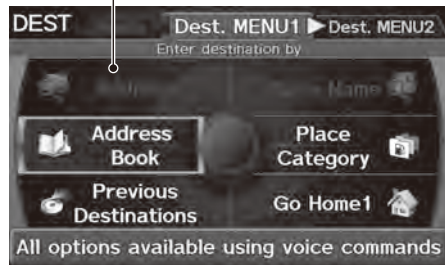 DEST
Dest. MENU1 ▶ Dest. MENU2
Enter destination by
Name
Address
Book
Place
Category
Previous
Destinations
Go Home1
All options available using voice commands